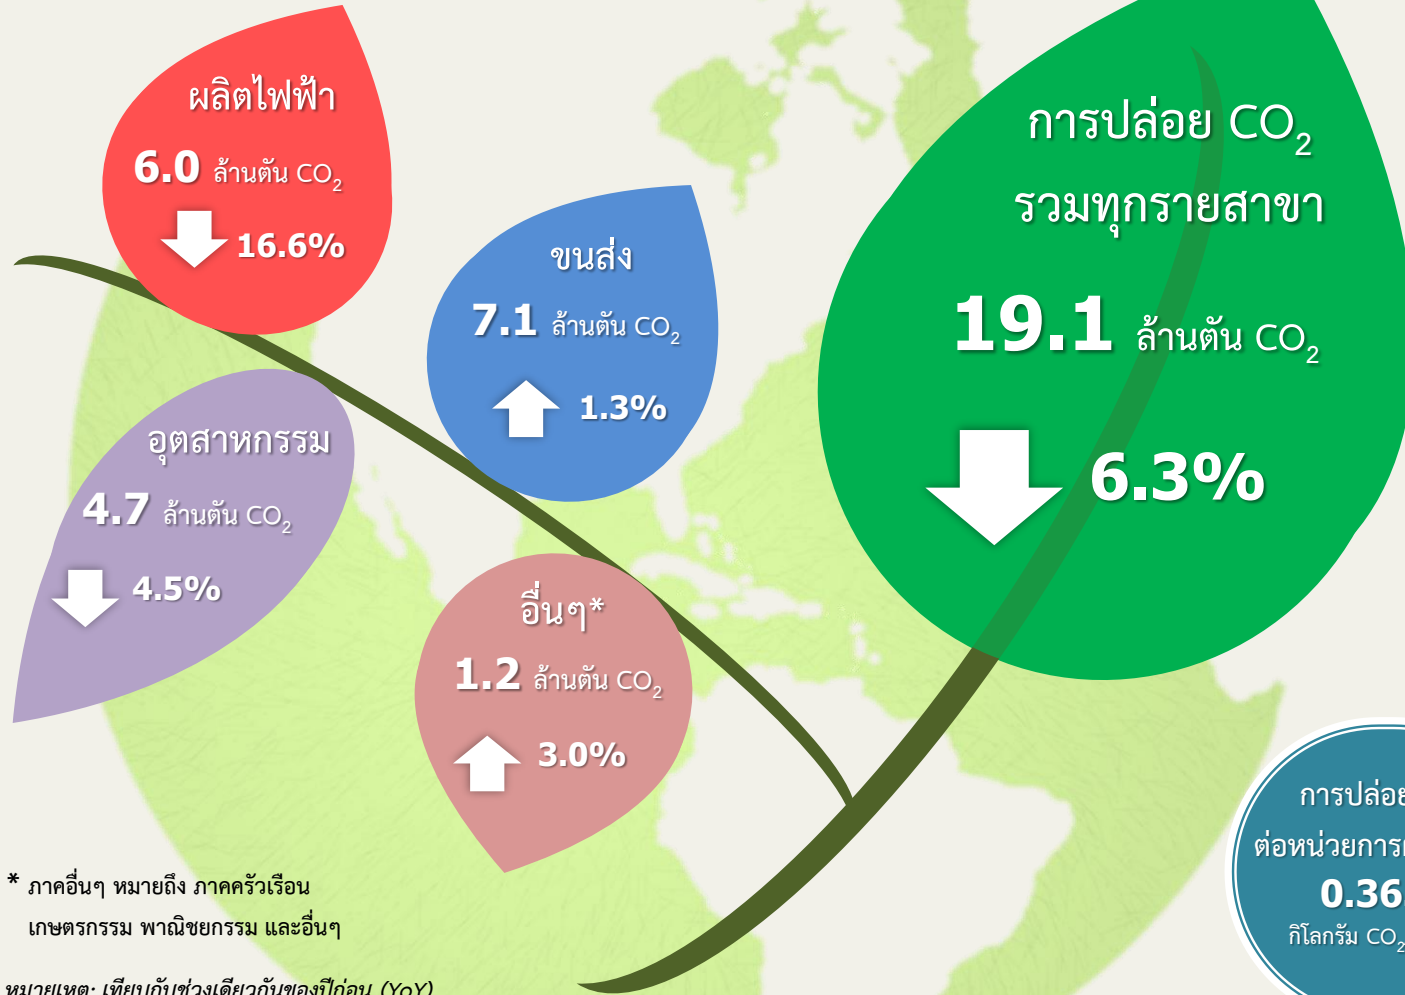 ผลิตไฟฟ้า
6.0 ล้านตัน CO₂
16.6%
ขนส่ง
7.1 ล้านตัน CO₂
1.3%
การปล่อย CO₂
รวมทุกรายสาขา
19.1 ล้านตัน CO₂
6.3%
อุตสาหกรรม
4.7 ล้านตัน CO₂
4.5%
อื่นๆ*
1.2 ล้านตัน CO₂
3.0%
การปล่อย
ต่อหน่วยการ
0.36
กิโลกรัม CO₂
* ภาคอื่นๆ หมายถึง ภาคครัวเรือน
เกษตรกรรม พาณิชยกรรม และอื่นๆ
หมายเหตุ: เทียบกับช่วงเดียวกันของปีก่อน (YoY)